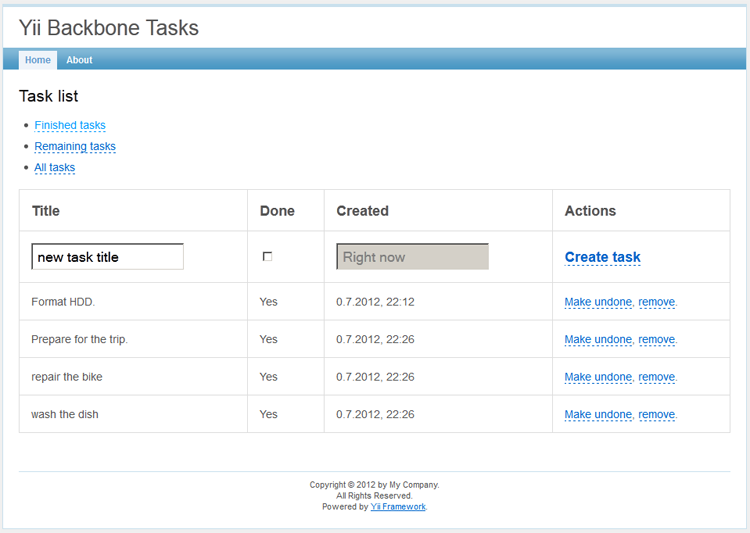 Yii Backbone Tasks
Home About
Task list
Finished tasks
Remaining tasks
All tasks
Title Done Created Actions
new task title Right now Create task
Format HDD. Yes 0.7.2012, 22:12 Make undone, remove.
Prepare for the trip. Yes 0.7.2012, 22:26 Make undone, remove.
repair the bike Yes 0.7.2012, 22:26 Make undone, remove.
wash the dish Yes 0.7.2012, 22:26 Make undone, remove.
Copyright © 2012 by My Company.
All Rights Reserved.
Powered by Yii Framework.